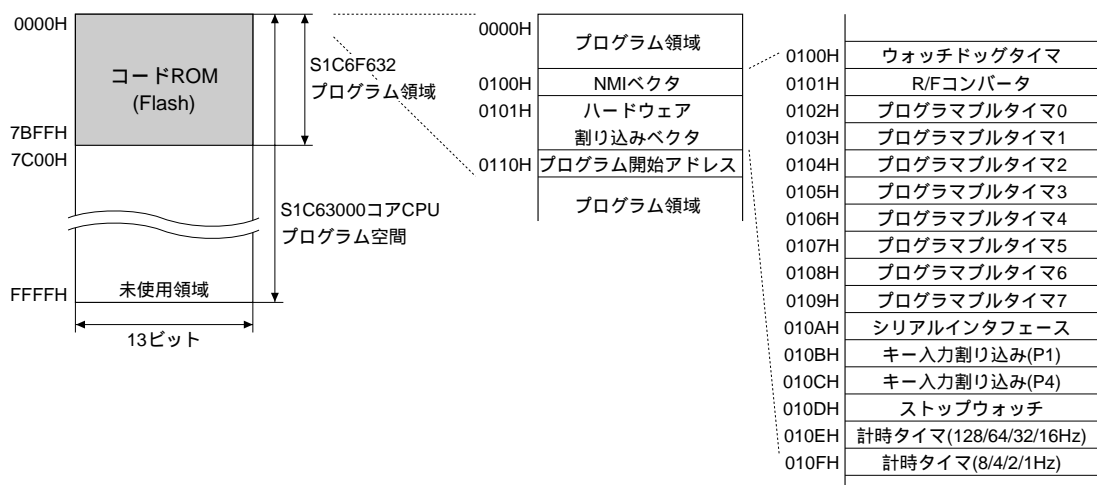 0000H
コードROM
(Flash)
7BFFH
7C00H
FFFFH
未使用領域
13ビット
S1C6F632
プログラム領域
S1C63000コアCPU
プログラム空間
0000H
プログラム領域
0100H
NMIベクタ
0101H
ハードウェア
割り込みベクタ
0110H
プログラム開始アドレス
プログラム領域
0100H ウォッチドッグタイマ
0101H R/Fコンバータ
0102H プログラマブルタイマ0
0103H プログラマブルタイマ1
0104H プログラマブルタイマ2
0105H プログラマブルタイマ3
0106H プログラマブルタイマ4
0107H プログラマブルタイマ5
0108H プログラマブルタイマ6
0109H プログラマブルタイマ7
010AH シリアルインタフェース
010BH キー入力割り込み(P1)
010CH キー入力割り込み(P4)
010DH ストップウォッチ
010EH 計時タイマ(128/64/32/16Hz)
010FH 計時タイマ(8/4/2/1Hz)